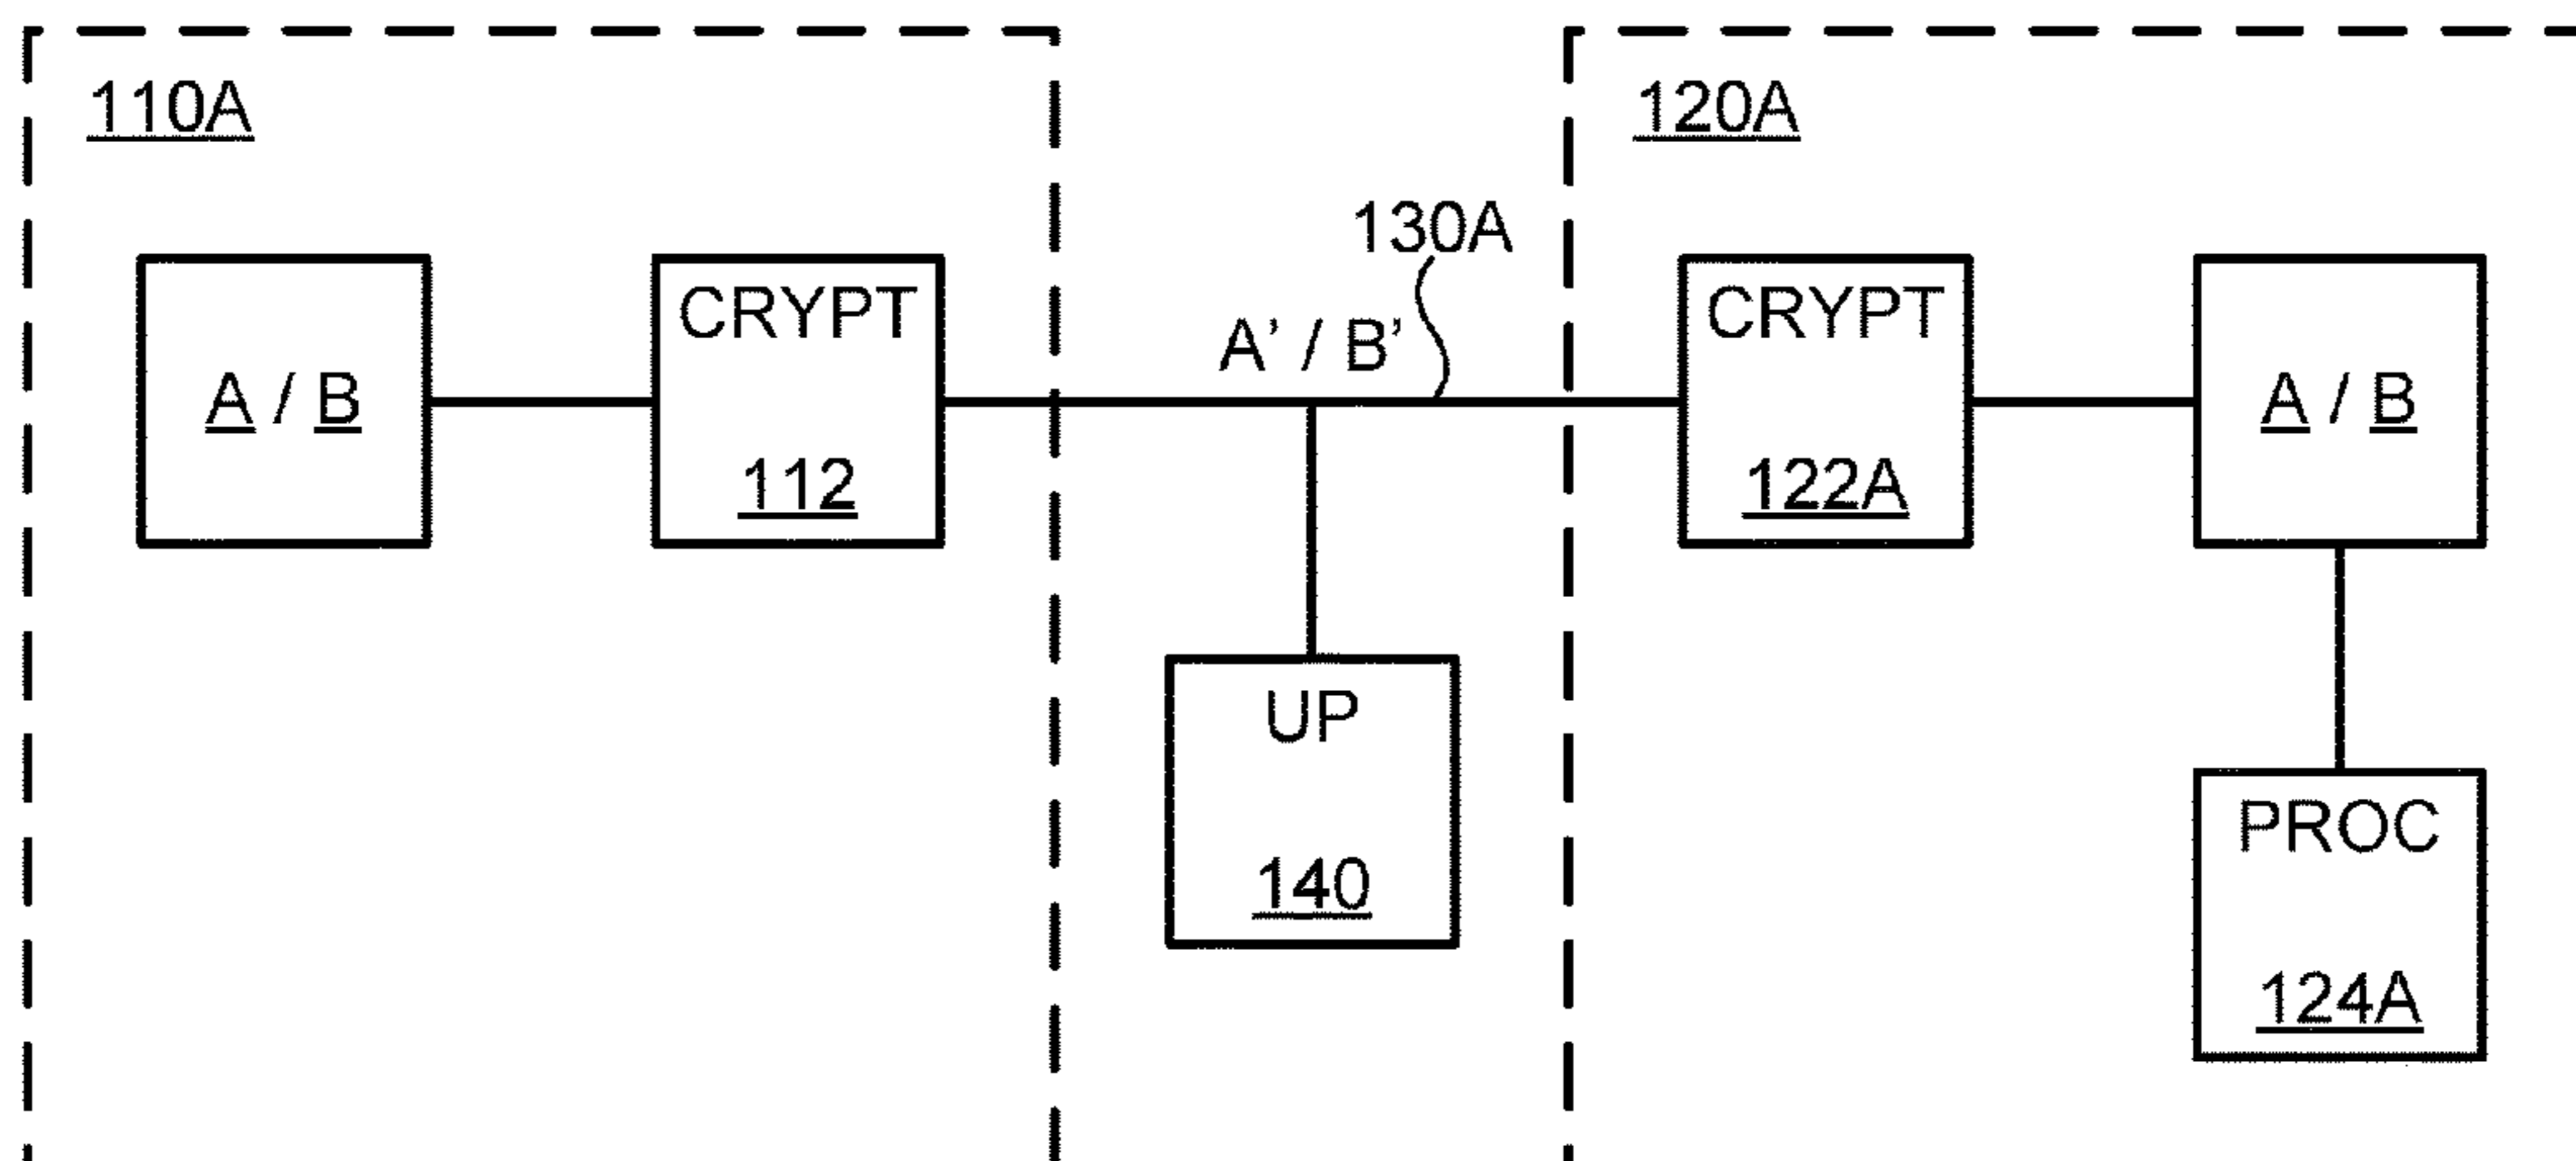 110A
120A
130A
A / B
CRYPT
112
A' / B'
CRYPT
122A
A / B
UP
140
PROC
124A